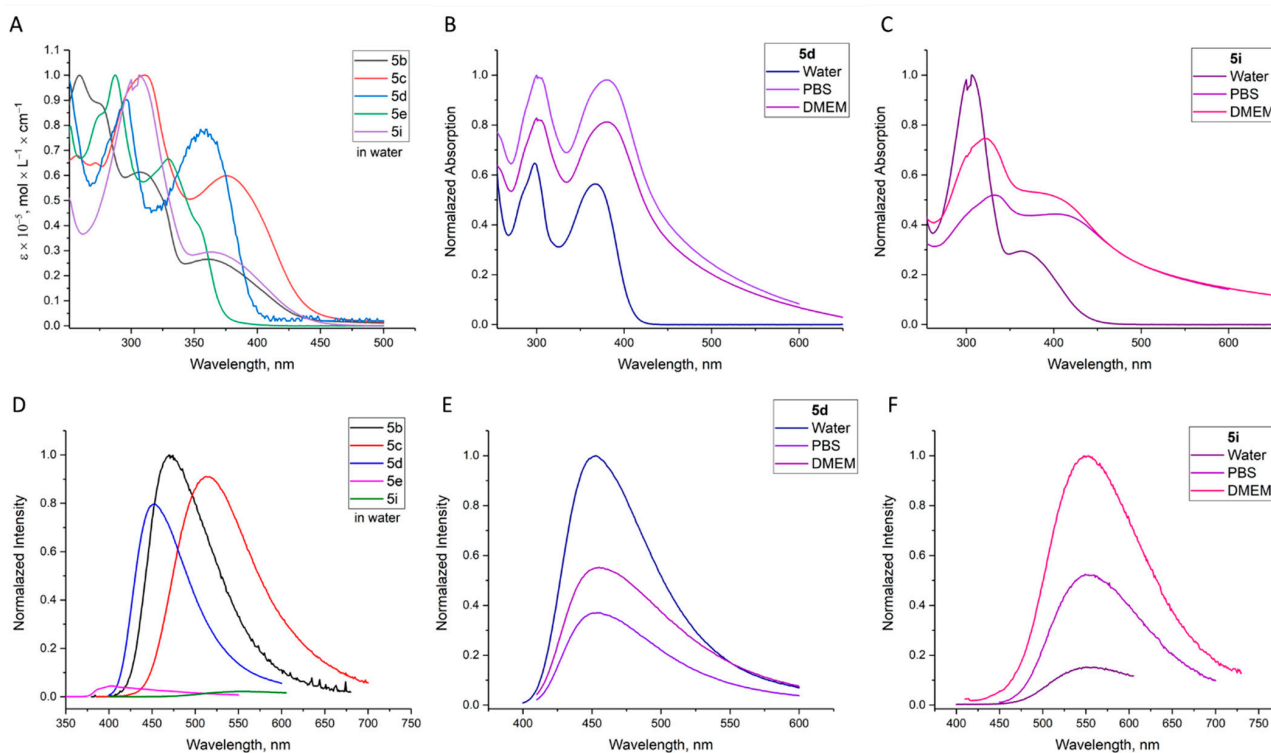 A
1.1
1.0
0.9
0.8
0.7
0.6
0.5
0.4
0.3
0.2
0.1
0.0
300
350
400
450
500
ε × 10⁻⁵, mol × L⁻¹ × cm⁻¹
Wavelength, nm
5b
5c
5d
5e
5i
in water
B
1.0
0.8
0.6
0.4
0.2
0.0
300
400
500
600
Normalazed Absorption
Wavelength, nm
5d
Water
PBS
DMEM
C
1.0
0.8
0.6
0.4
0.2
0.0
300
400
500
600
Normalazed Absorption
Wavelength, nm
5i
Water
PBS
DMEM
D
1.0
0.8
0.6
0.4
0.2
0.0
350
400
450
500
550
600
650
700
750
Normalazed Intensity
Wavelength, nm
5b
5c
5d
5e
5i
in water
E
1.0
0.8
0.6
0.4
0.2
0.0
400
450
500
550
600
Normalazed Intensity
Wavelength, nm
5d
Water
PBS
DMEM
F
1.0
0.8
0.6
0.4
0.2
0.0
400
450
500
550
600
650
700
750
Normalazed Intensity
Wavelength, nm
5i
Water
PBS
DMEM